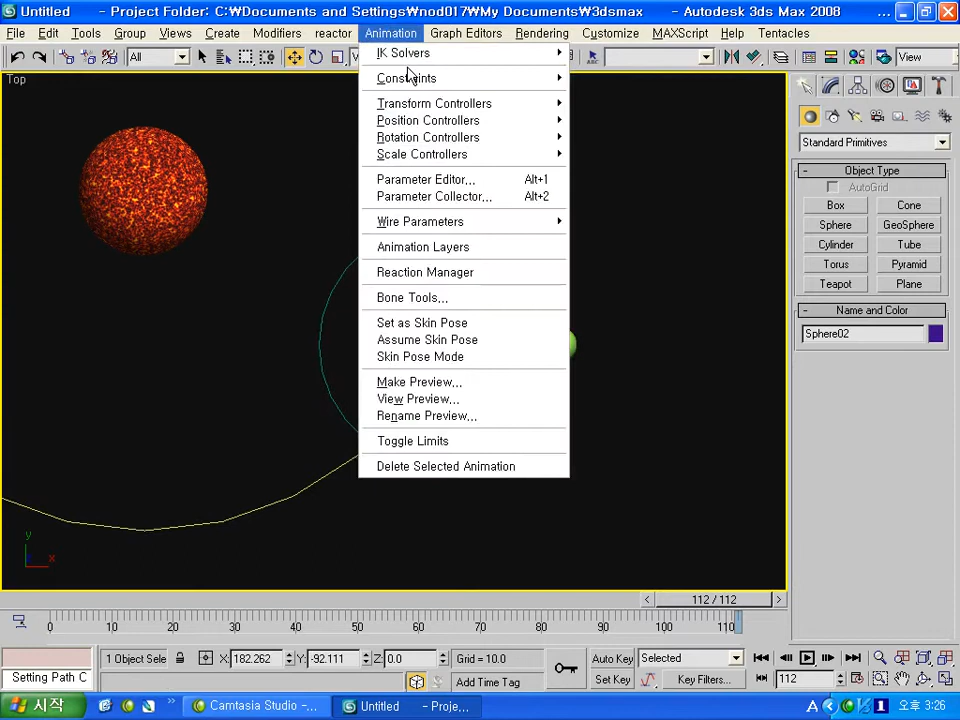 Untitled - Project Folder: C:₩Documents and Settings₩nod017₩My Documents₩3dsmax - Autodesk 3ds Max 2008 ...
File Edit Tools Group Views Create Modifiers reactor Animation Graph Editors Rendering Customize MAXScript Help Tentacles
All View
Top
IK Solvers
Constraints
Transform Controllers
Position Controllers
Rotation Controllers
Scale Controllers
Parameter Editor... Alt+1
Parameter Collector... Alt+2
Wire Parameters
Animation Layers
Reaction Manager
Bone Tools...
Set as Skin Pose
Assume Skin Pose
Skin Pose Mode
Make Preview...
View Preview...
Rename Preview...
Toggle Limits
Delete Selected Animation
Standard Primitives
- Object Type
AutoGrid
Box Cone
Sphere GeoSphere
Cylinder Tube
Torus Pyramid
Teapot Plane
- Name and Color
Sphere02
y
x
< 112 / 112 >
0 10 20 30 40 50 60 70 80 90 100 110
1 Object Sele X: 182.262 Y: -92.111 Z: 0.0 Grid = 10.0 Auto Key Selected
Setting Path C Add Time Tag Set Key Key Filters... 112
시작 » Camtasia Studio - ... Untitled - Proje... A 1 오후 3:26